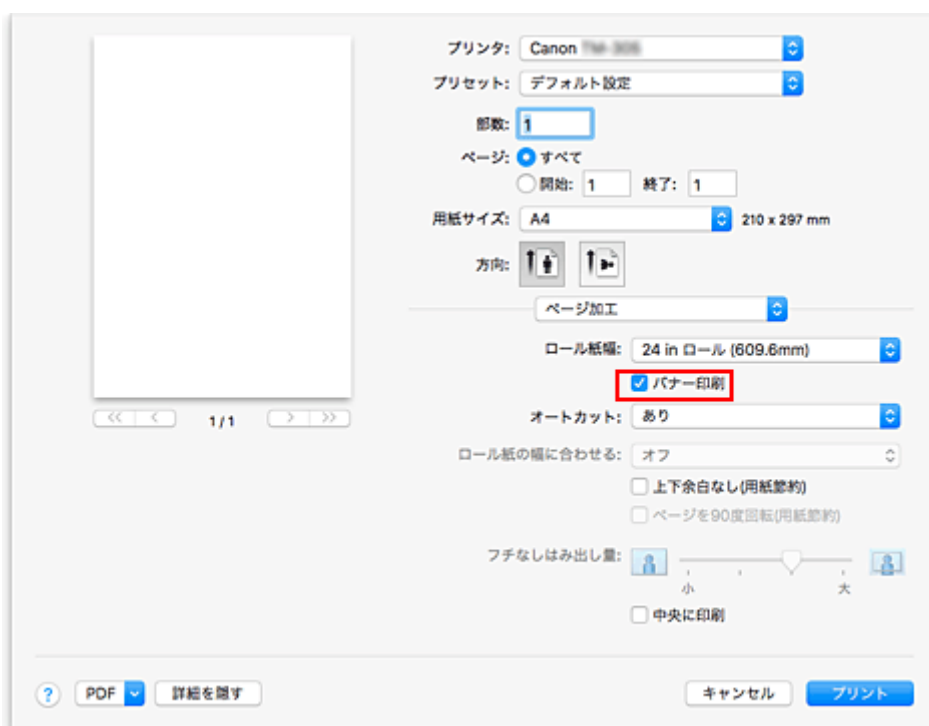 プリンタ: Canon
プリセット: デフォルト設定
部数: 1
ページ: すべて
開始: 1 終了: 1
用紙サイズ: A4 210 x 297 mm
方向:
ページ加工
ロール紙幅: 24 in ロール (609.6mm)
バナー印刷
<< < 1 / 1 > >>
オートカット: あり
ロール紙の幅に合わせる: オフ
上下余白なし(用紙節約)
ページを90度回転(用紙節約)
フチなしはみ出し量:
小 大
中央に印刷
? PDF 詳細を隠す キャンセル プリント